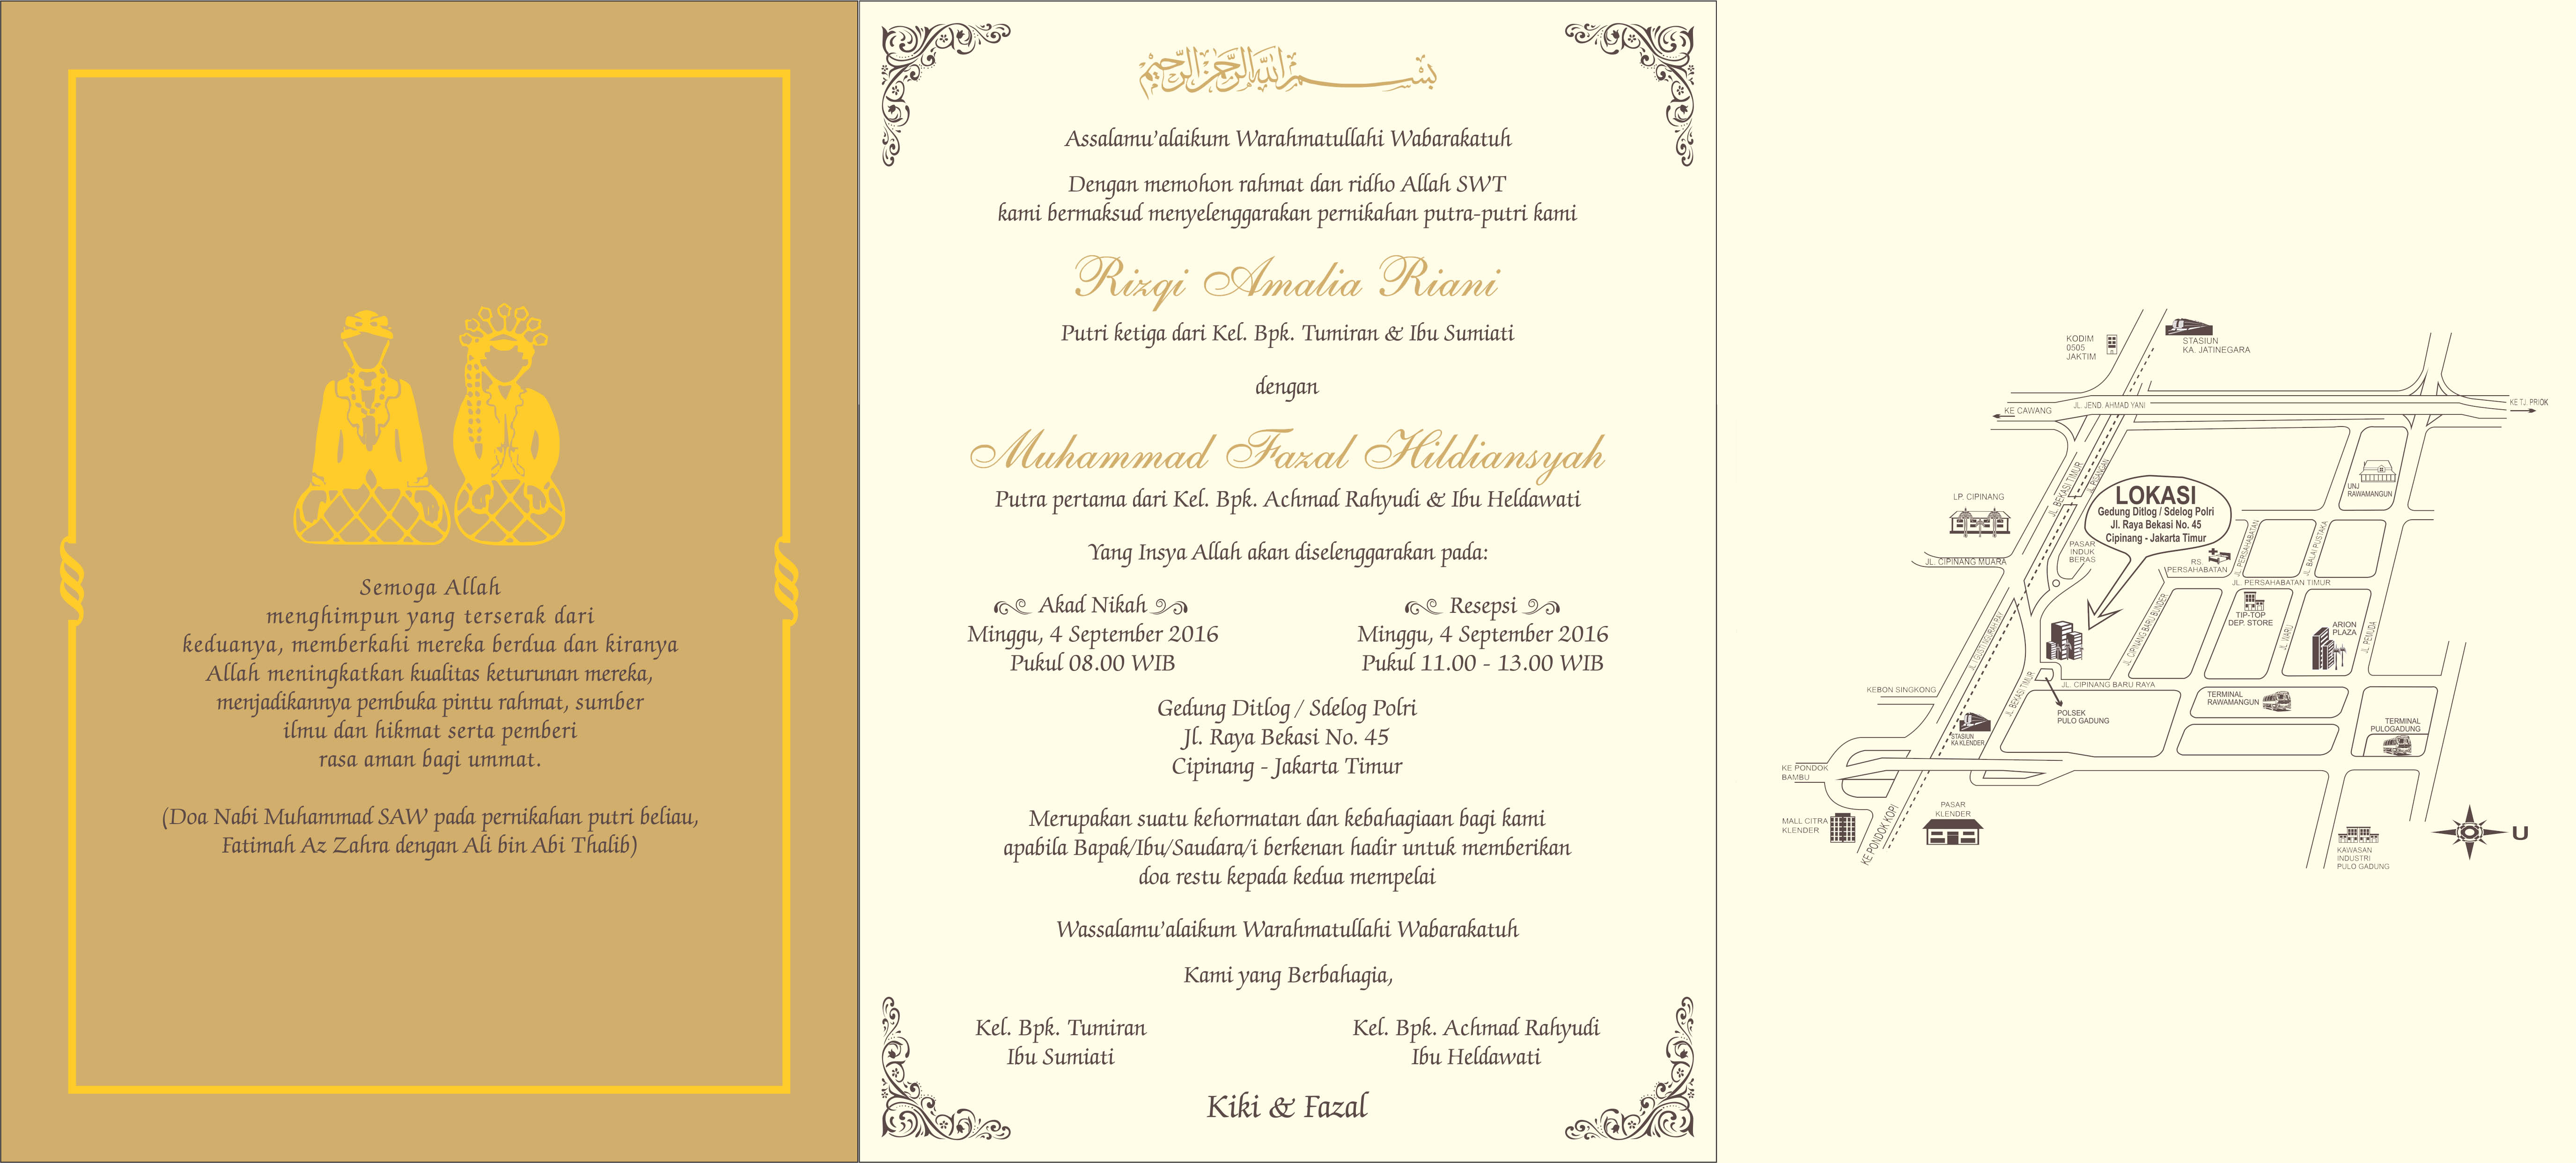 Semoga Allah
menghimpun yang terserak dari
keduanya, memberkahi mereka berdua dan kiranya
Allah meningkatkan kualitas keturunan mereka,
menjadikannya pembuka pintu rahmat, sumber
ilmu dan hikmat serta pemberi
rasa aman bagi ummat.
(Doa Nabi Muhammad SAW pada pernikahan putri beliau,
Fatimah Az Zahra dengan Ali bin Abi Thalib)
بسم الله الرحمن الرحيم
Assalamu'alaikum Warahmatullahi Wabarakatuh
Dengan memohon rahmat dan ridho Allah SWT
kami bermaksud menyelenggarakan pernikahan putra-putri kami
Rizqi Amalia Riani
Putri ketiga dari Kel. Bpk. Tumiran & Ibu Sumiati
dengan
Muhammad Fazal Hildiansyah
Putra pertama dari Kel. Bpk. Achmad Rahyudi & Ibu Heldawati
Yang Insya Allah akan diselenggarakan pada:
Akad Nikah
Minggu, 4 September 2016
Pukul 08.00 WIB
Resepsi
Minggu, 4 September 2016
Pukul 11.00 - 13.00 WIB
Gedung Ditlog / Sdelog Polri
Jl. Raya Bekasi No. 45
Cipinang - Jakarta Timur
Merupakan suatu kehormatan dan kebahagiaan bagi kami
apabila Bapak/Ibu/Saudara/i berkenan hadir untuk memberikan
doa restu kepada kedua mempelai
Wassalamu'alaikum Warahmatullahi Wabarakatuh
Kami yang Berbahagia,
Kel. Bpk. Tumiran
Ibu Sumiati
Kel. Bpk. Achmad Rahyudi
Ibu Heldawati
Kiki & Fazal
KODIM
0505
JAKTIM
STASIUN
KA. JATINEGARA
KE CAWANG
JL. JEND. AHMAD YANI
KE TJ. PRIOK
JL. BEKASI TIMUR
JL. PISANGAN
UNJ
RAWAMANGUN
LP. CIPINANG
LOKASI
Gedung Ditlog / Sdelog Polri
Jl. Raya Bekasi No. 45
Cipinang - Jakarta Timur
PASAR
INDUK
BERAS
JL. CIPINANG MUARA
RS.
PERSAHABATAN
JL. PERSAHABATAN
JL. BALAI PUSTAKA
JL. PERSAHABATAN TIMUR
TIP-TOP
DEP. STORE
ARION
PLAZA
JL. WARU
JL. PEMUDA
JL. CIPINANG BARU BUNDER
JL. I GUSTI NGURAH RAY
JL. CIPINANG BARU RAYA
KEBON SINGKONG
JL. BEKASI TIMUR
POLSEK
PULO GADUNG
TERMINAL
RAWAMANGUN
TERMINAL
PULOGADUNG
STASIUN
KA KLENDER
KE PONDOK
BAMBU
MALL CITRA
KLENDER
KE PONDOK KOPI
PASAR
KLENDER
KAWASAN
INDUSTRI
PULO GADUNG
U